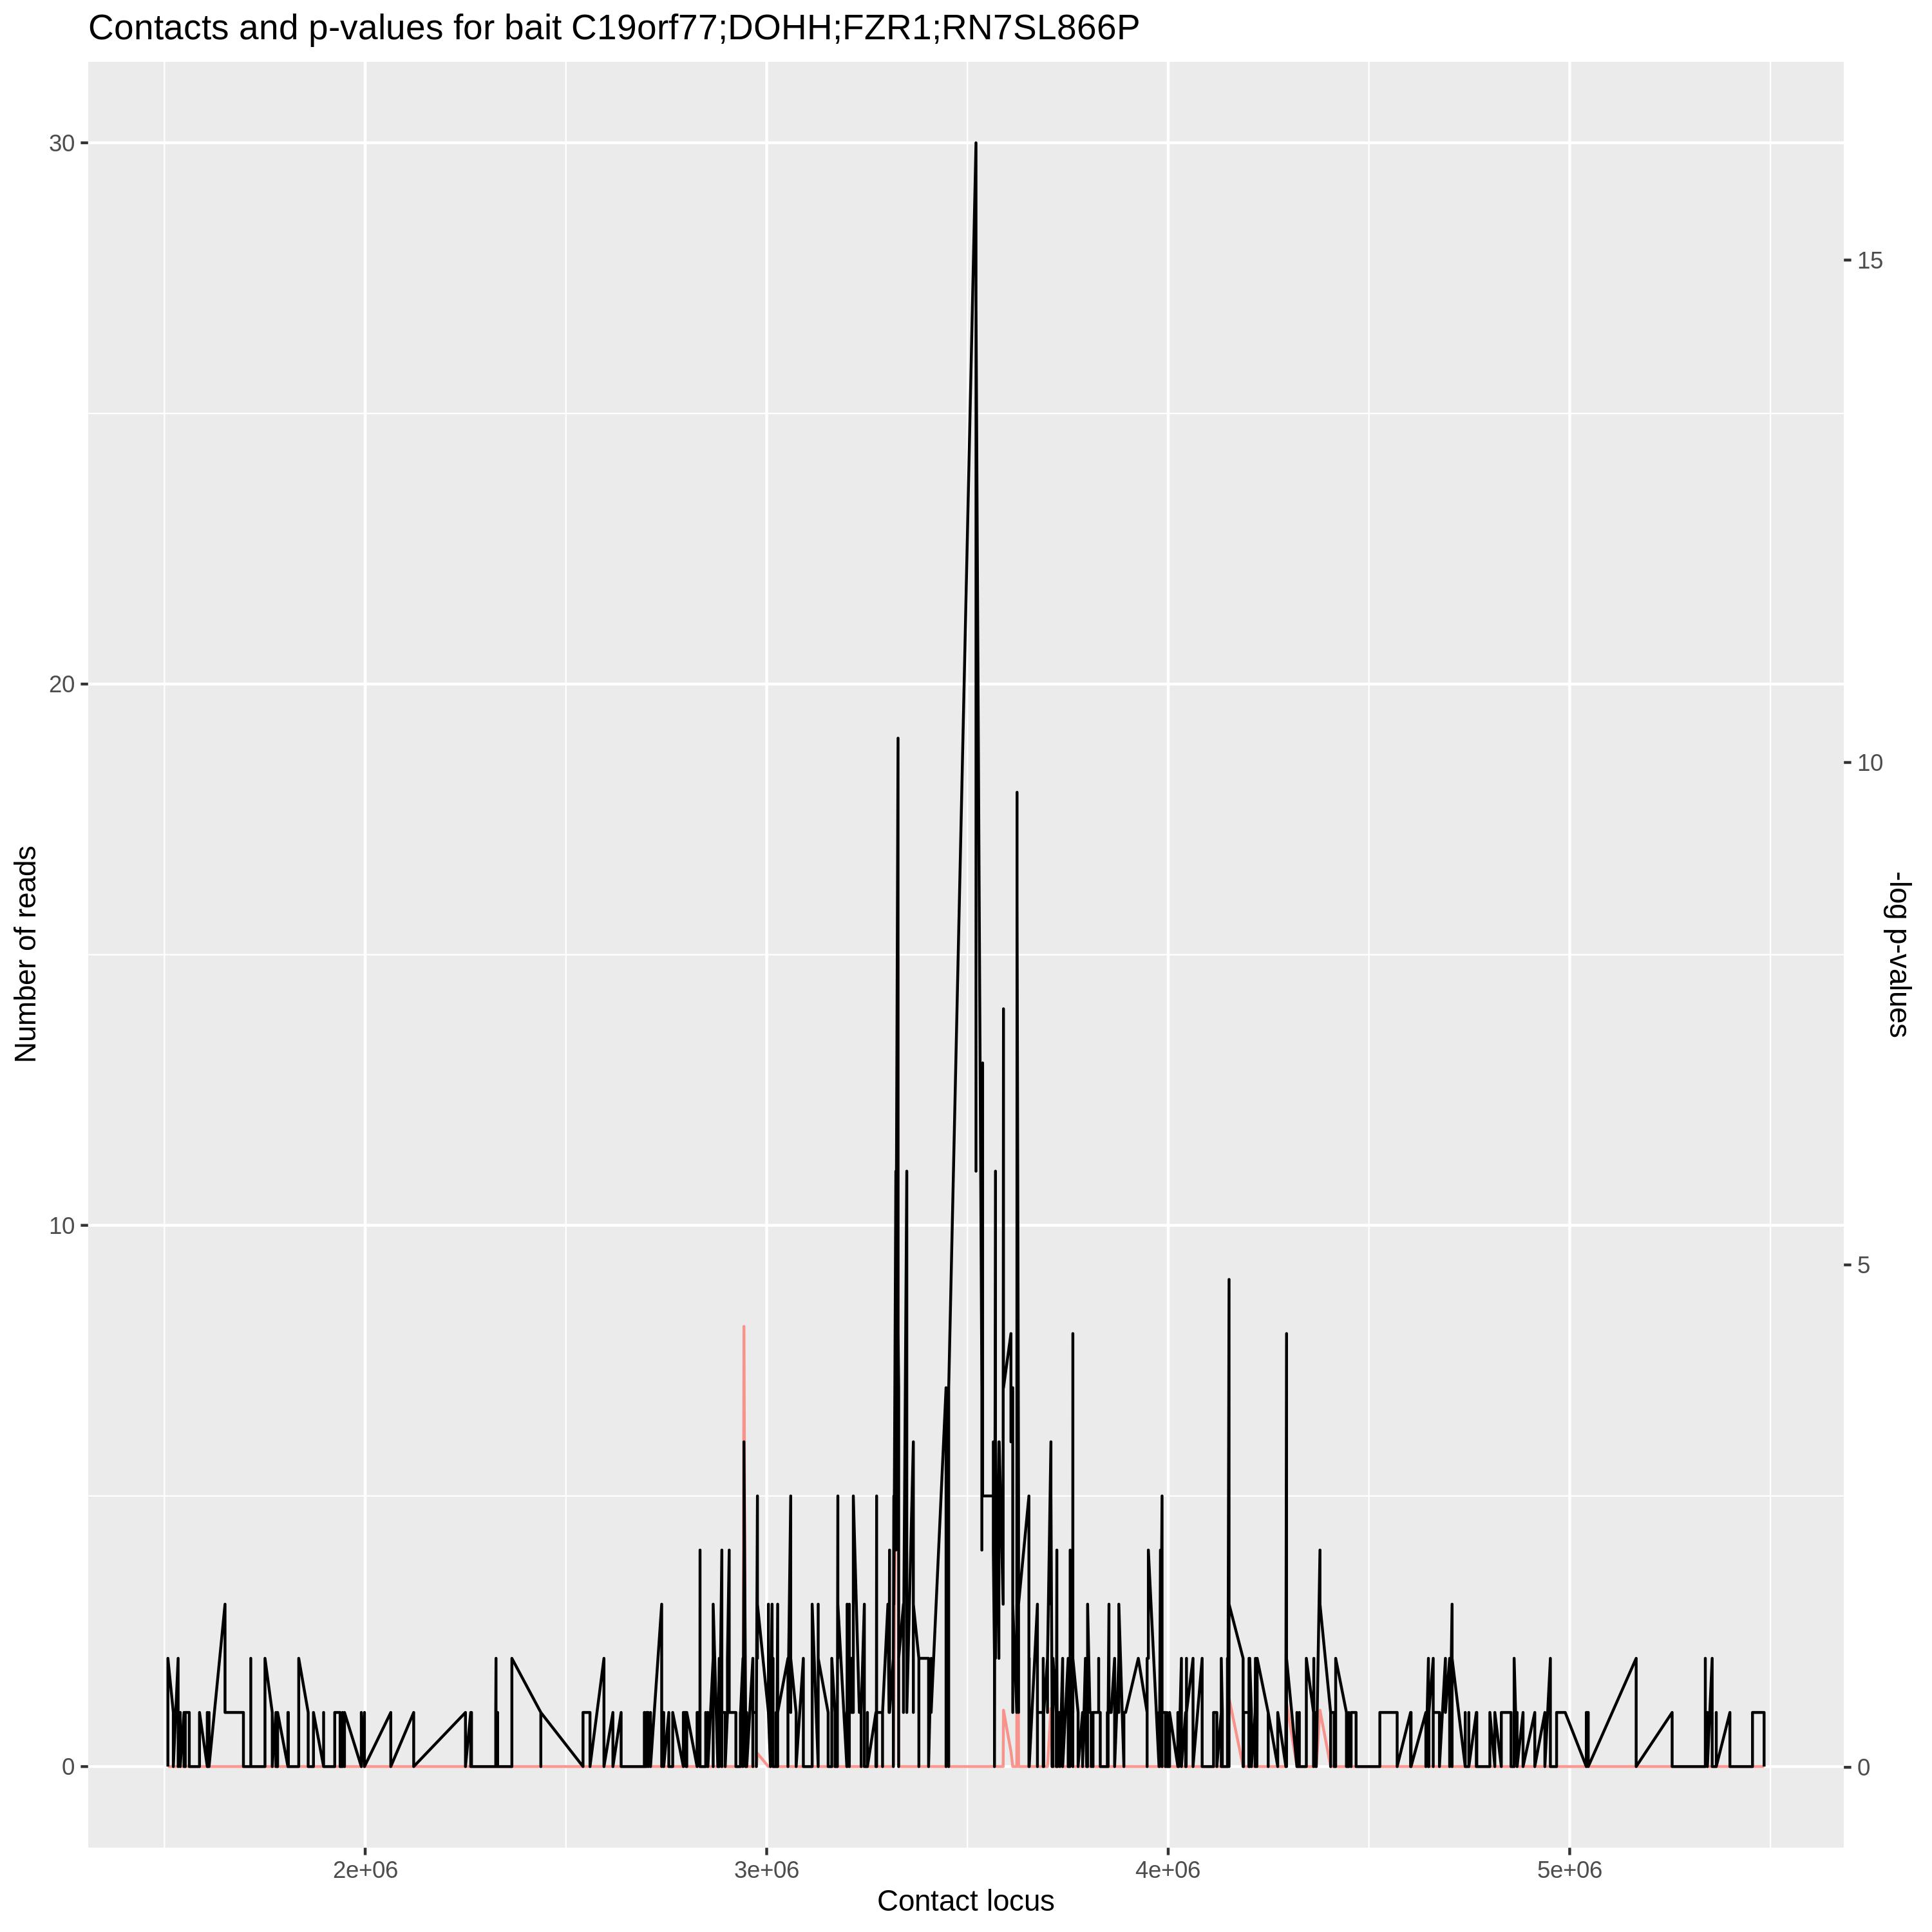 Contacts and p-values for bait C19orf77;DOHH;FZR1;RN7SL866P
30
20
10
0
Number of reads
15
10
5
0
-log p-values
2e+06
3e+06
4e+06
5e+06
Contact locus